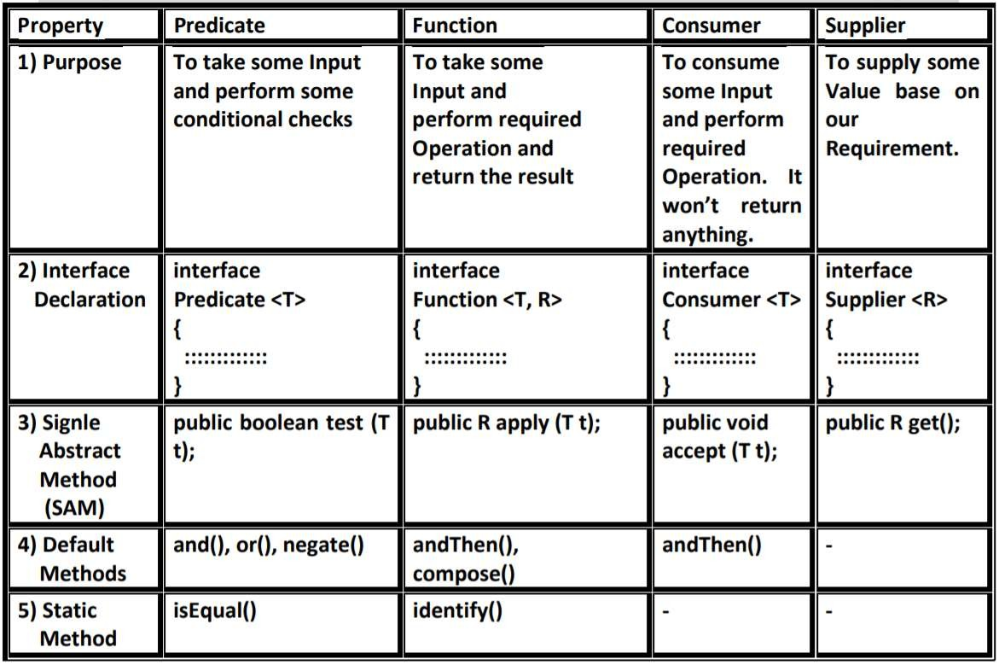 Property
Predicate
Function
Consumer
Supplier
1) Purpose
To take some Input
and perform some
conditional checks
To take some
Input and
perform required
Operation and
return the result
To consume
some Input
and perform
required
Operation. It
won’t return
anything.
To supply some
Value base on
our
Requirement.
2) Interface
Declaration
interface
Predicate <T>
{
:::::::::::::
}
interface
Function <T, R>
{
:::::::::::::
}
interface
Consumer <T>
{
:::::::::::::
}
interface
Supplier <R>
{
:::::::::::::
}
3) Signle
Abstract
Method
(SAM)
public boolean test (T
t);
public R apply (T t);
public void
accept (T t);
public R get();
4) Default
Methods
and(), or(), negate()
andThen(),
compose()
andThen()
-
5) Static
Method
isEqual()
identify()
-
-